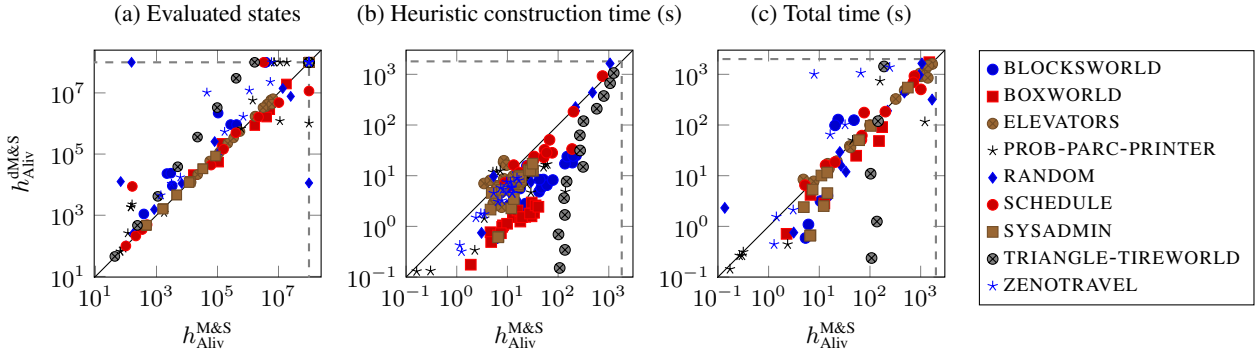 (a) Evaluated states
(b) Heuristic construction time (s)
(c) Total time (s)
h_Aliv^dM&S
10^7
10^5
10^3
10^1
10^1 10^3 10^5 10^7
h_Aliv^M&S
10^3
10^2
10^1
10^0
10^−1
10^−1 10^0 10^1 10^2 10^3
h_Aliv^M&S
10^3
10^2
10^1
10^0
10^−1
10^−1 10^0 10^1 10^2 10^3
h_Aliv^M&S
BLOCKSWORLD
BOXWORLD
ELEVATORS
PROB-PARC-PRINTER
RANDOM
SCHEDULE
SYSADMIN
TRIANGLE-TIREWORLD
ZENOTRAVEL